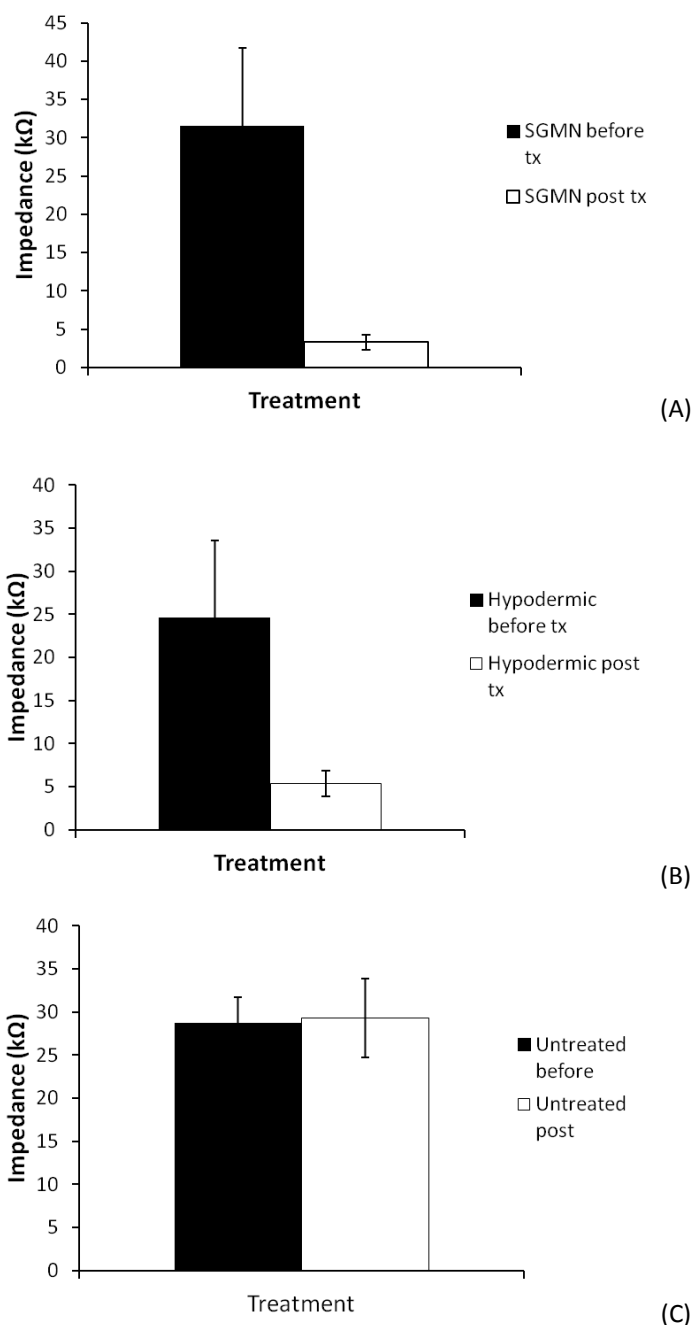 45
40
35
30
25
20
15
10
5
0
Impedance (kΩ)
Treatment
SGMN before
tx
SGMN post tx
(A)
40
35
30
25
20
15
10
5
0
Impedance (kΩ)
Treatment
Hypodermic
before tx
Hypodermic post
tx
(B)
40
35
30
25
20
15
10
5
0
Impedance (kΩ)
Treatment
Untreated
before
Untreated
post
(C)